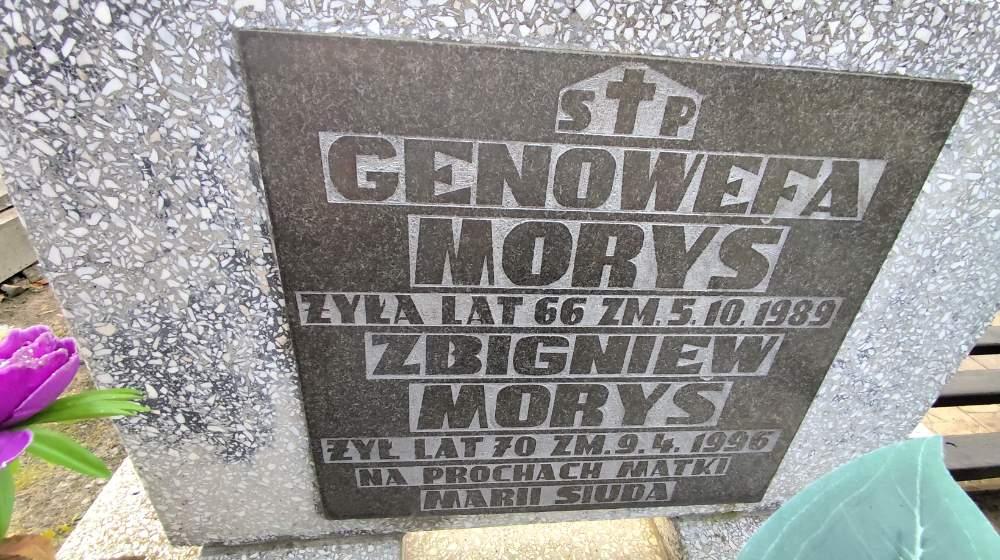 S P
GENOWEFA
MORYŚ
ŻYŁA LAT 66 ZM. 5. 10. 1989
ZBIGNIEW
MORYŚ
ŻYŁ LAT 70 ZM. 9. 4. 1996
NA PROCHACH MATKI
MARII SIUDA